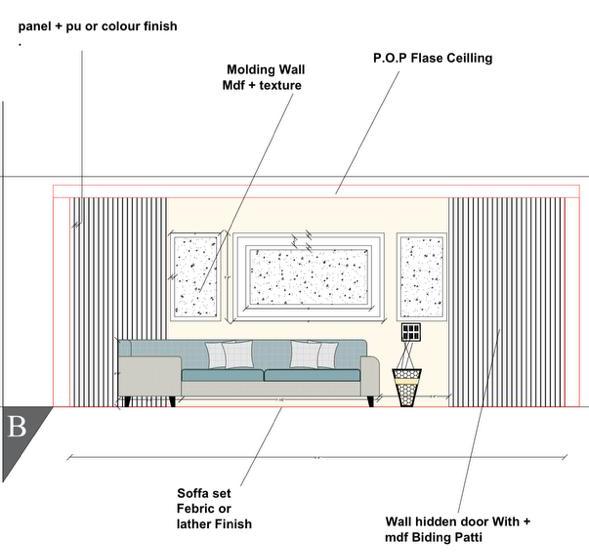 panel + pu or colour finish
.
P.O.P Flase Ceilling
Molding Wall
Mdf + texture
B
Soffa set
Febric or
lather Finish
Wall hidden door With +
mdf Biding Patti